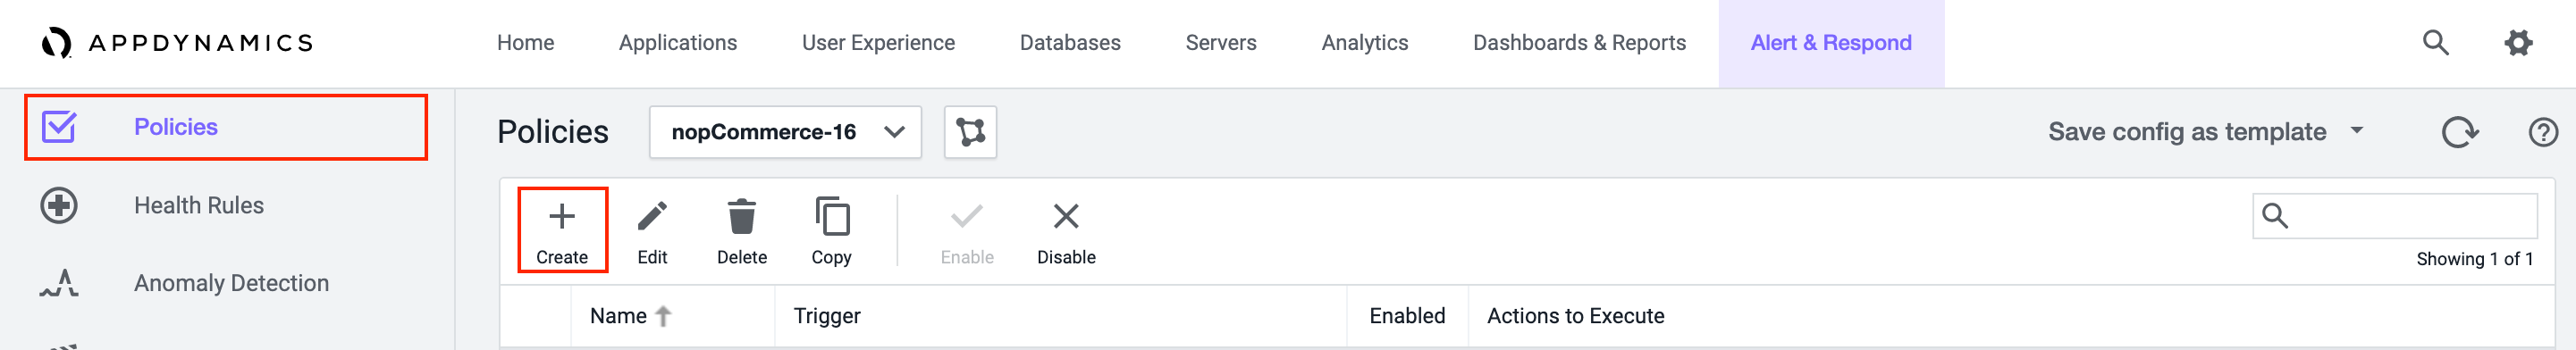 APPDYNAMICS
Home
Applications
User Experience
Databases
Servers
Analytics
Dashboards & Reports
Alert & Respond
Policies
Health Rules
Anomaly Detection
Policies
nopCommerce-16
Save config as template
Create
Edit
Delete
Copy
Enable
Disable
Showing 1 of 1
Name
Trigger
Enabled
Actions to Execute